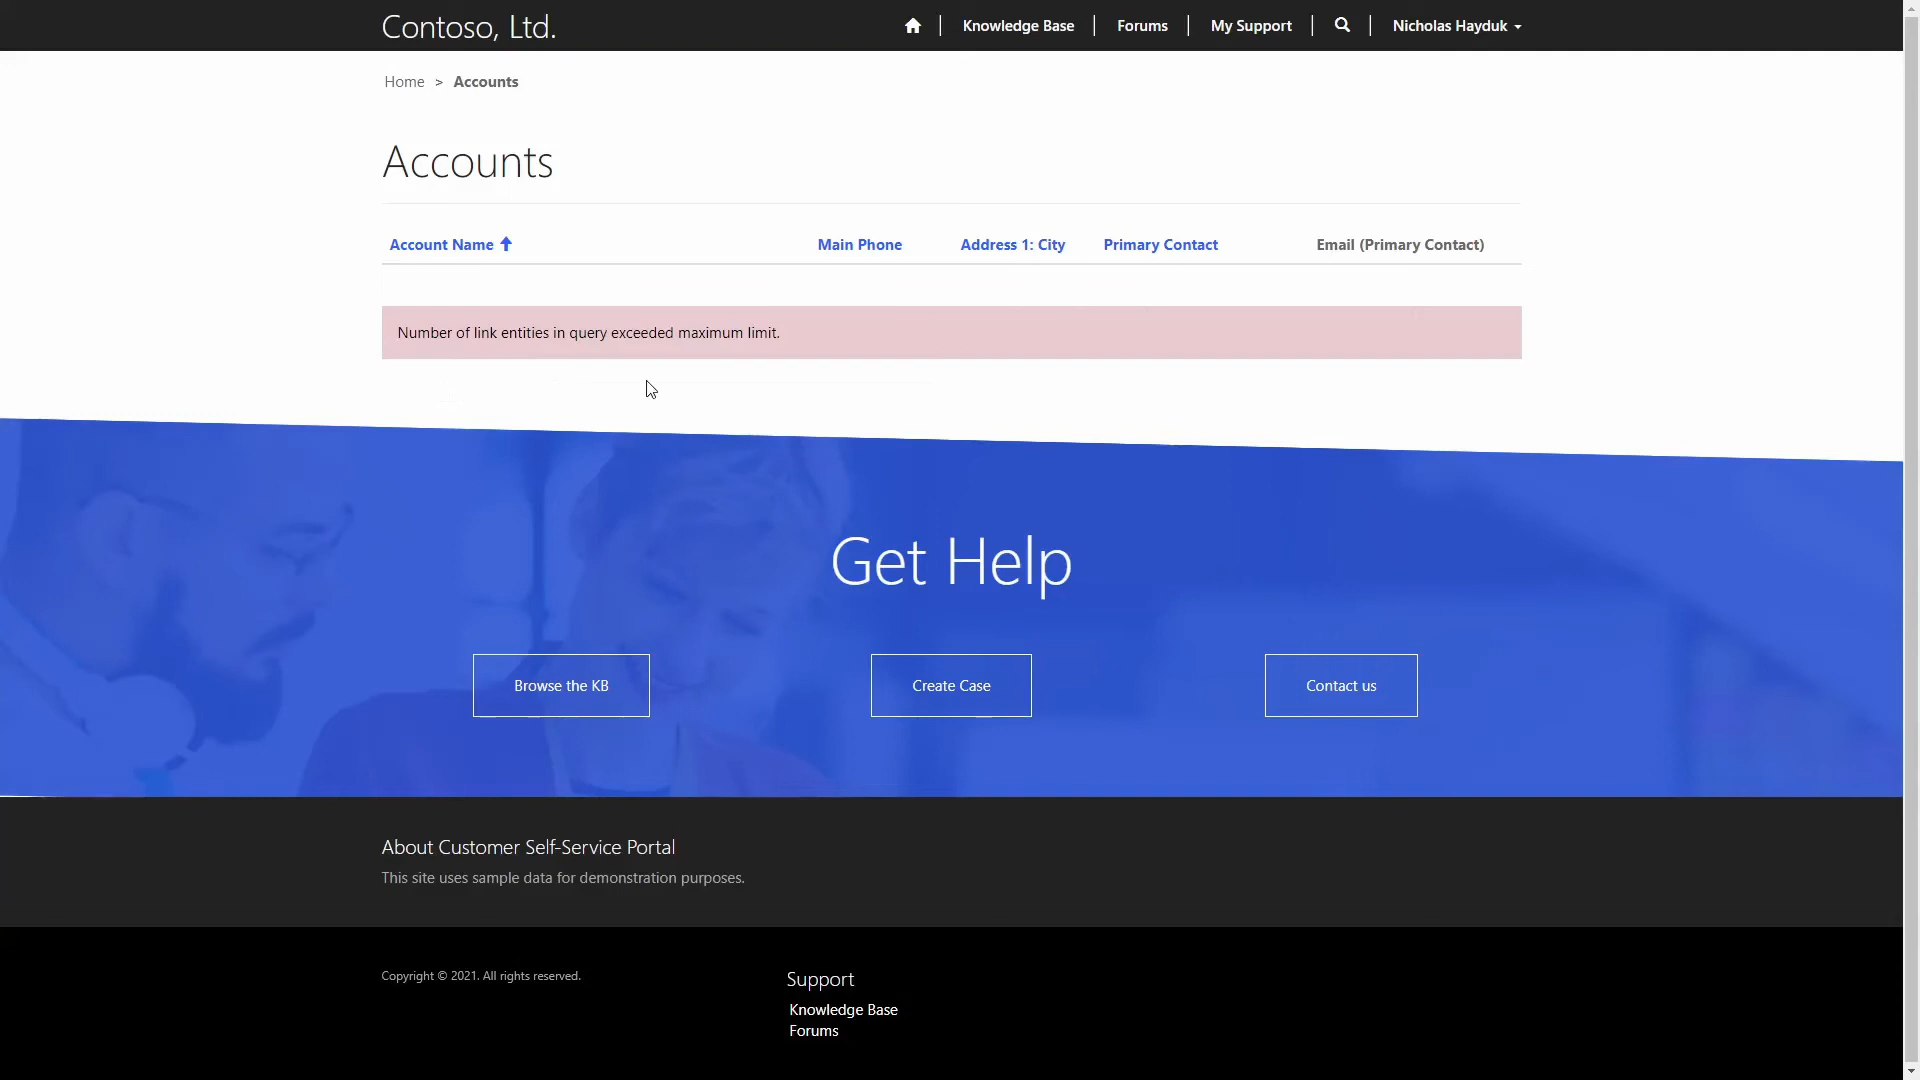 Contoso, Ltd.
Knowledge Base
Forums
My Support
Nicholas Hayduk
Home > Accounts
Accounts
Account Name
Main Phone
Address 1: City
Primary Contact
Email (Primary Contact)
Number of link entities in query exceeded maximum limit.
Get Help
Browse the KB
Create Case
Contact us
About Customer Self-Service Portal
This site uses sample data for demonstration purposes.
Copyright © 2021. All rights reserved.
Support
Knowledge Base
Forums